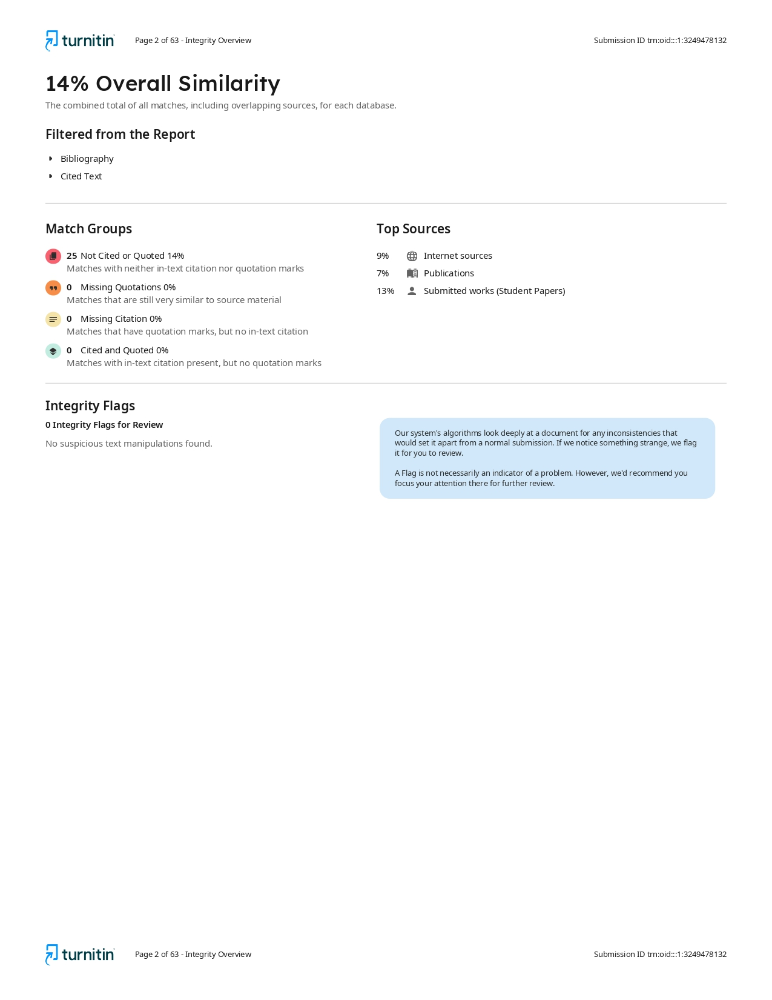 turnitin Page 2 of 63 - Integrity Overview Submission ID trn:oid:::1:3249478132
14% Overall Similarity
The combined total of all matches, including overlapping sources, for each database.
Filtered from the Report
Bibliography
Cited Text
Match Groups
25 Not Cited or Quoted 14%
Matches with neither in-text citation nor quotation marks
0 Missing Quotations 0%
Matches that are still very similar to source material
0 Missing Citation 0%
Matches that have quotation marks, but no in-text citation
0 Cited and Quoted 0%
Matches with in-text citation present, but no quotation marks
Top Sources
9% Internet sources
7% Publications
13% Submitted works (Student Papers)
Integrity Flags
0 Integrity Flags for Review
No suspicious text manipulations found.
Our system's algorithms look deeply at a document for any inconsistencies that
would set it apart from a normal submission. If we notice something strange, we flag
it for you to review.
A Flag is not necessarily an indicator of a problem. However, we'd recommend you
focus your attention there for further review.
turnitin Page 2 of 63 - Integrity Overview Submission ID trn:oid:::1:3249478132